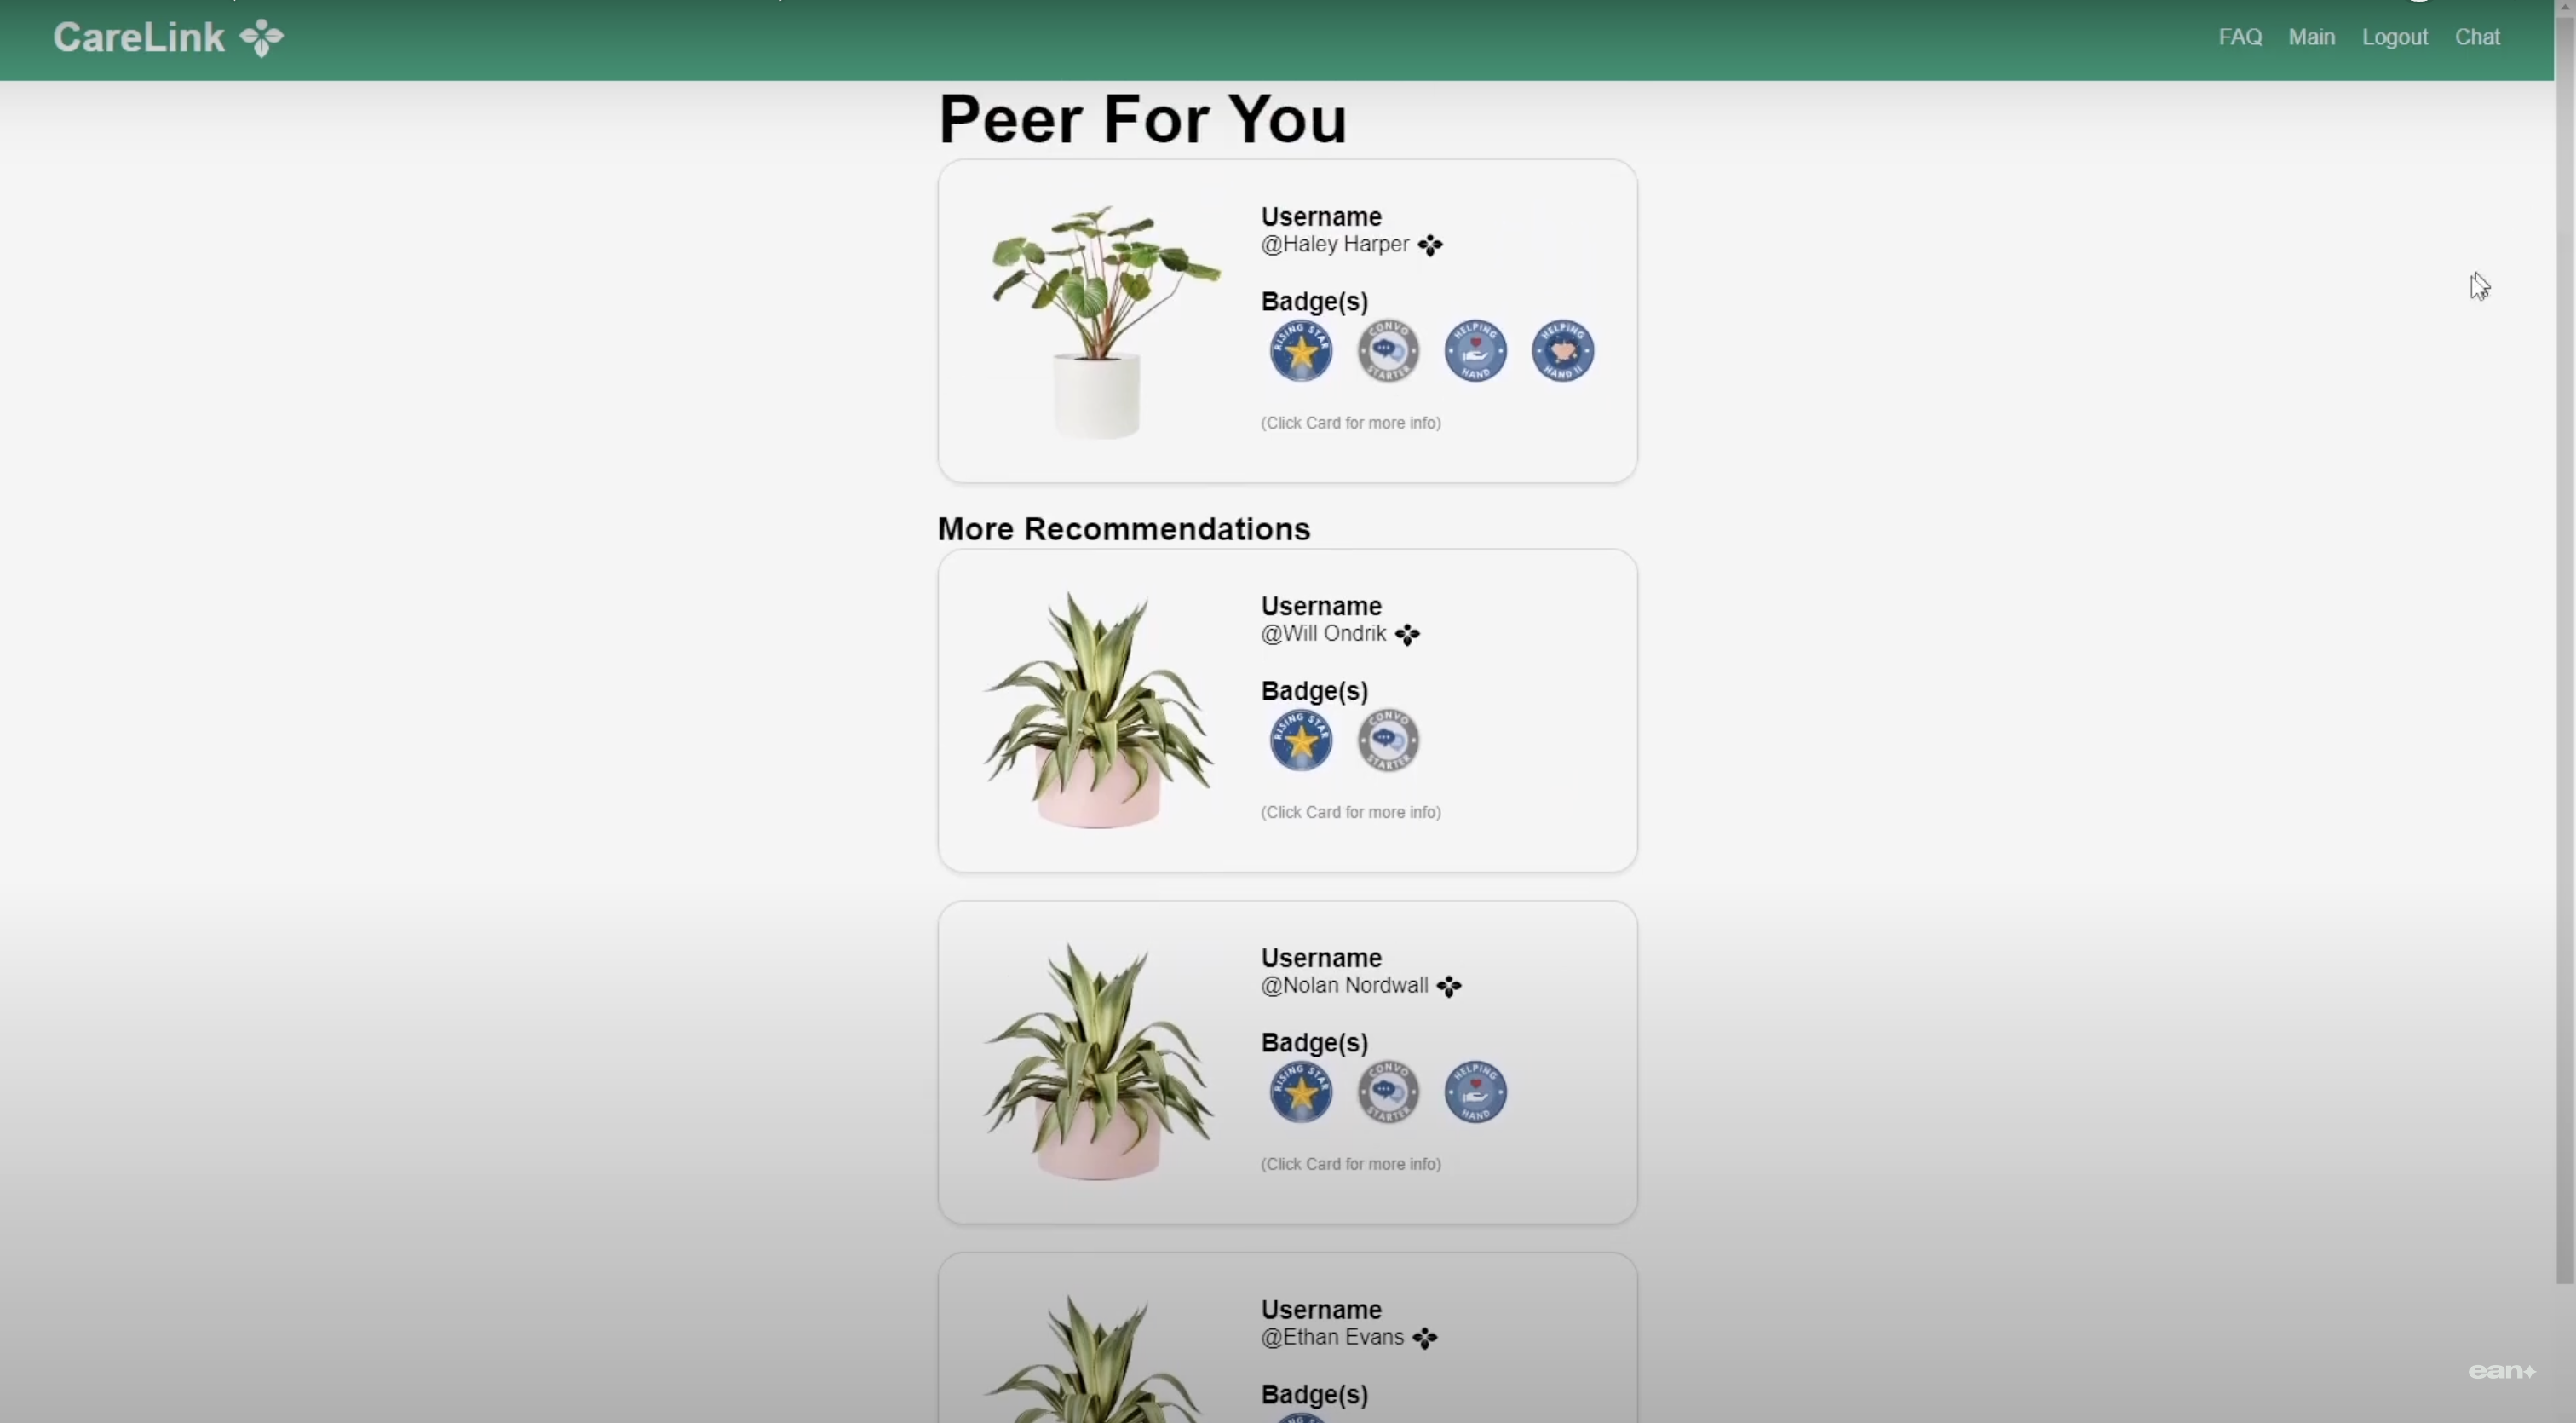 CareLink
FAQ Main Logout Chat
Peer For You
Username
@Haley Harper
Badge(s)
RISING STAR
CONVO STARTER
HELPING HAND
HELPING HAND II
(Click Card for more info)
More Recommendations
Username
@Will Ondrik
Badge(s)
RISING STAR
CONVO STARTER
(Click Card for more info)
Username
@Nolan Nordwall
Badge(s)
RISING STAR
CONVO STARTER
HELPING HAND
(Click Card for more info)
Username
@Ethan Evans
Badge(s)
ean+